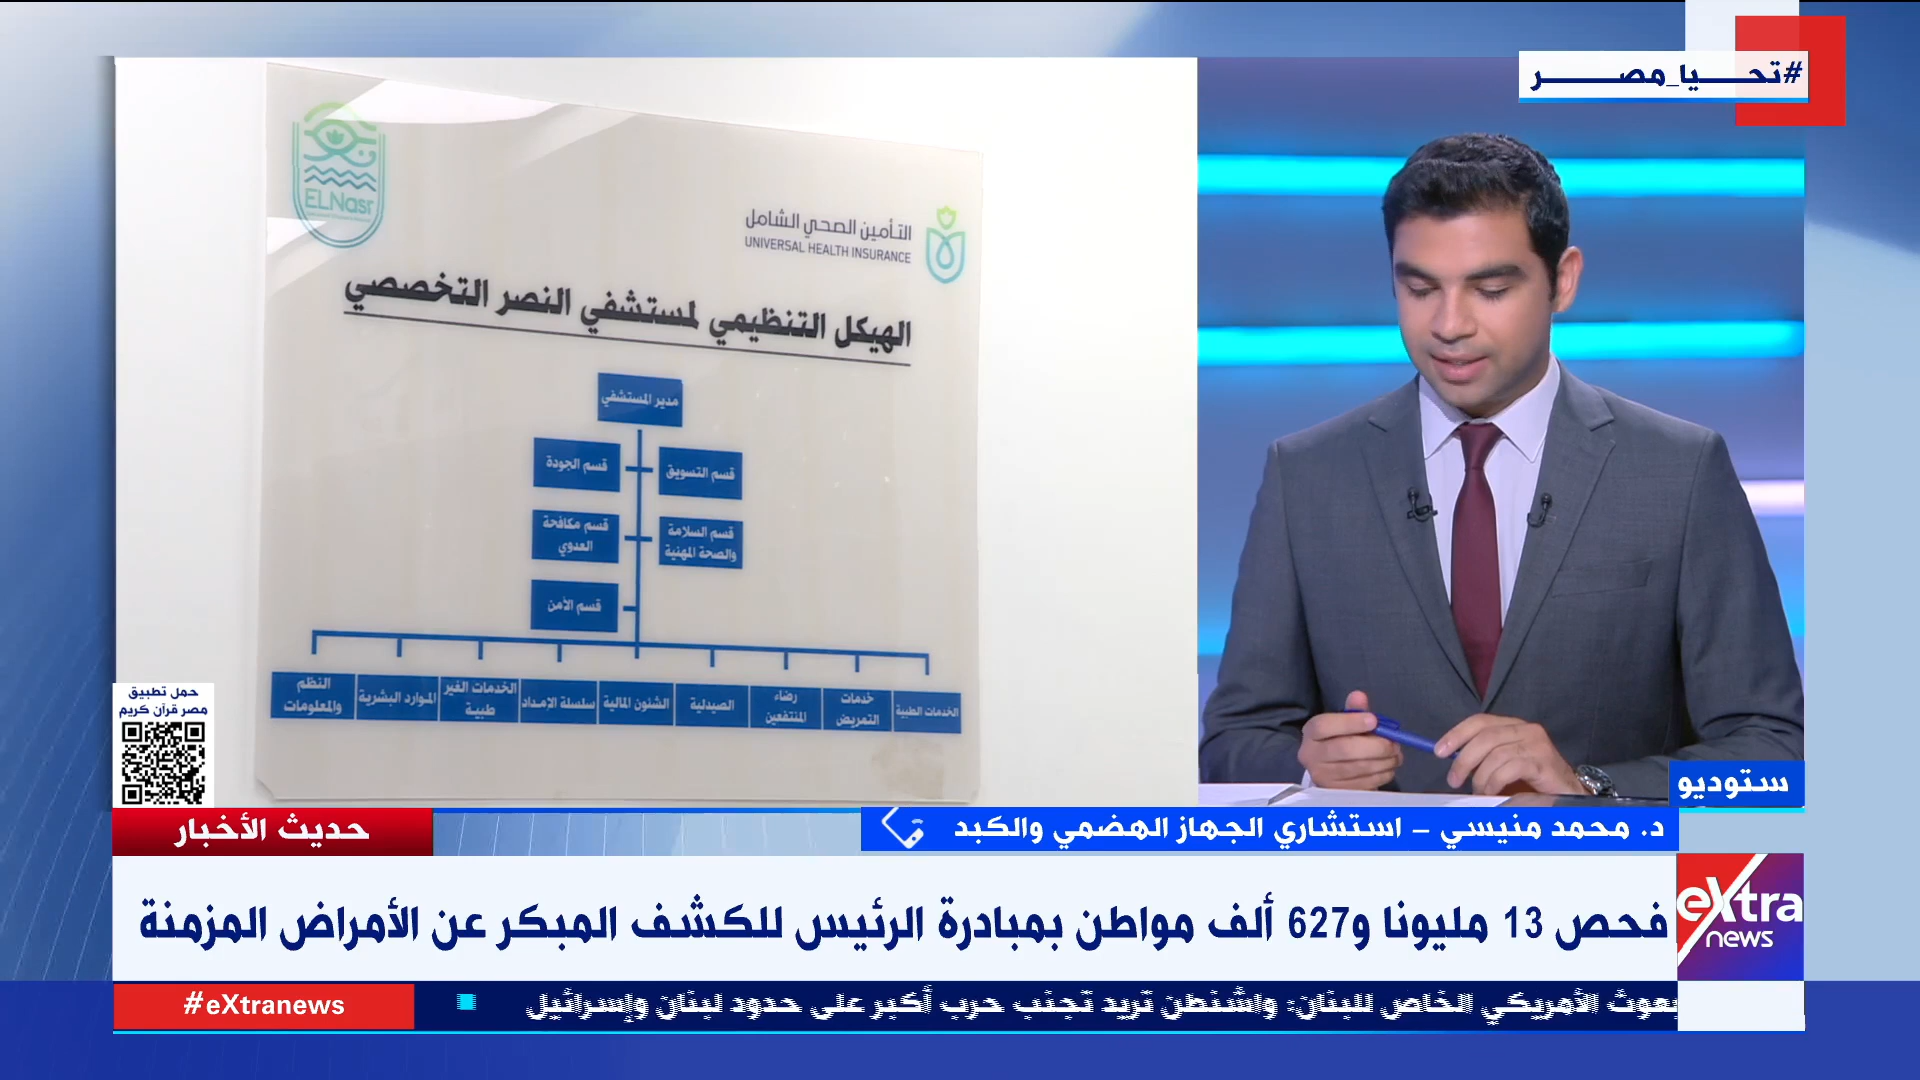 #تحـــيا_مصـــــر
ELNasr
التأمين الصحي الشامل
UNIVERSAL HEALTH INSURANCE
الهيكل التنظيمي لمستشفي النصر التخصصي
مدير المستشفي
قسم التسويق
قسم الجودة
قسم السلامة
والصحة المهنية
قسم مكافحة
العدوي
قسم الأمن
الخدمات الطبية
خدمات
التمريض
رضاء
المنتفعين
الصيدلية
الشئون المالية
سلسلة الإمداد
الخدمات الغير
طبية
الموارد البشرية
النظم
والمعلومات
حمل تطبيق
مصر قرآن كريم
ستوديو
د. محمد منيسي – استشاري الجهاز الهضمي والكبد
حديث الأخبار
فحص 13 مليونا و627 ألف مواطن بمبادرة الرئيس للكشف المبكر عن الأمراض المزمنة
eXtra
news
الأمريكي الخاص للبنان: واشنطن تريد تجنب حرب أكبر على حدود لبنان وإسرائيل
#eXtranews